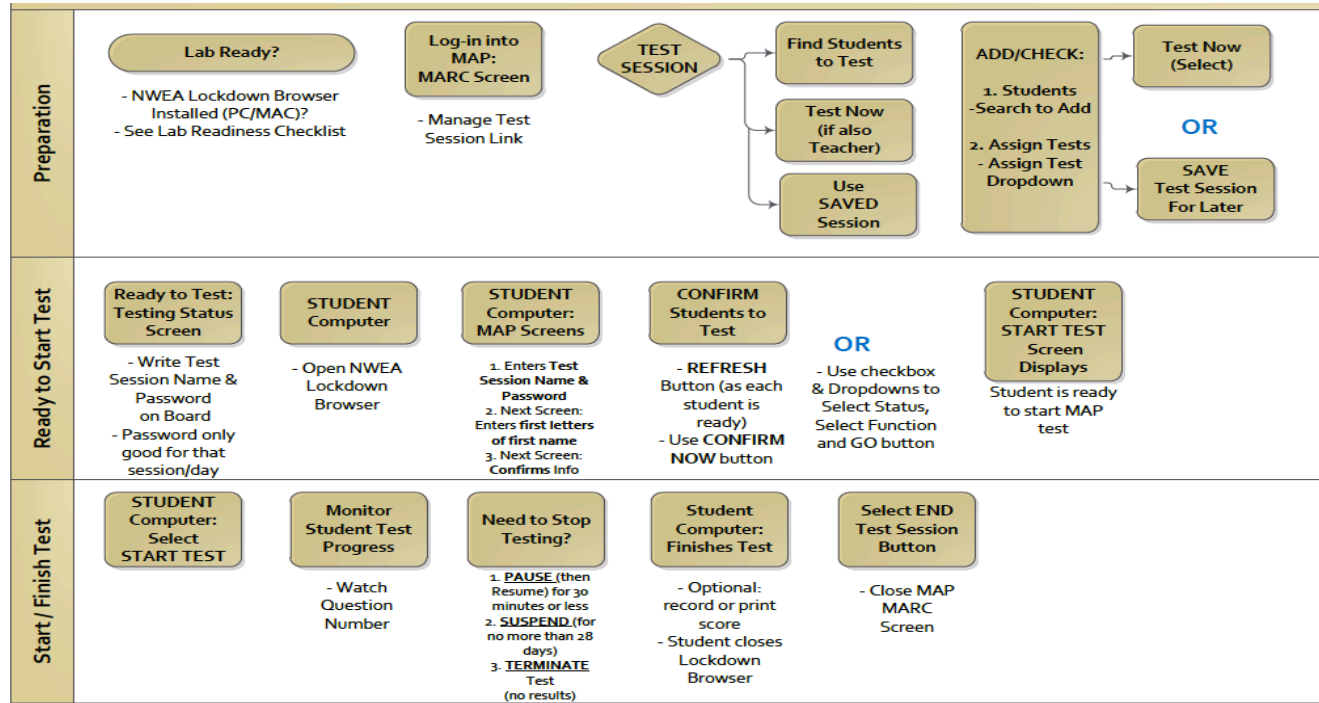 Preparation
Lab Ready?
- NWEA Lockdown Browser
Installed (PC/MAC)?
- See Lab Readiness Checklist
Log-in into
MAP:
MARC Screen
- Manage Test
Session Link
TEST
SESSION
Find Students
to Test
Test Now
(if also
Teacher)
Use
SAVED
Session
ADD/CHECK:
1. Students
-Search to Add
2. Assign Tests
- Assign Test
Dropdown
Test Now
(Select)
OR
SAVE
Test Session
For Later
Ready to Start Test
Ready to Test:
Testing Status
Screen
- Write Test
Session Name &
Password
on Board
- Password only
good for that
session/day
STUDENT
Computer
- Open NWEA
Lockdown
Browser
STUDENT
Computer:
MAP Screens
1. Enters Test
Session Name &
Password
2. Next Screen:
Enters first letters
of first name
3. Next Screen:
Confirms Info
CONFIRM
Students to
Test
- REFRESH
Button (as each
student is
ready)
- Use CONFIRM
NOW button
OR
- Use checkbox
& Dropdowns to
Select Status,
Select Function
and GO button
STUDENT
Computer:
START TEST
Screen
Displays
Student is ready
to start MAP
test
Start / Finish Test
STUDENT
Computer:
Select
START TEST
Monitor
Student Test
Progress
- Watch
Question
Number
Need to Stop
Testing?
1. PAUSE (then
Resume) for 30
minutes or less
2. SUSPEND (for
no more than 28
days)
3. TERMINATE
Test
(no results)
Student
Computer:
Finishes Test
- Optional:
record or print
score
- Student closes
Lockdown
Browser
Select END
Test Session
Button
- Close MAP
MARC
Screen